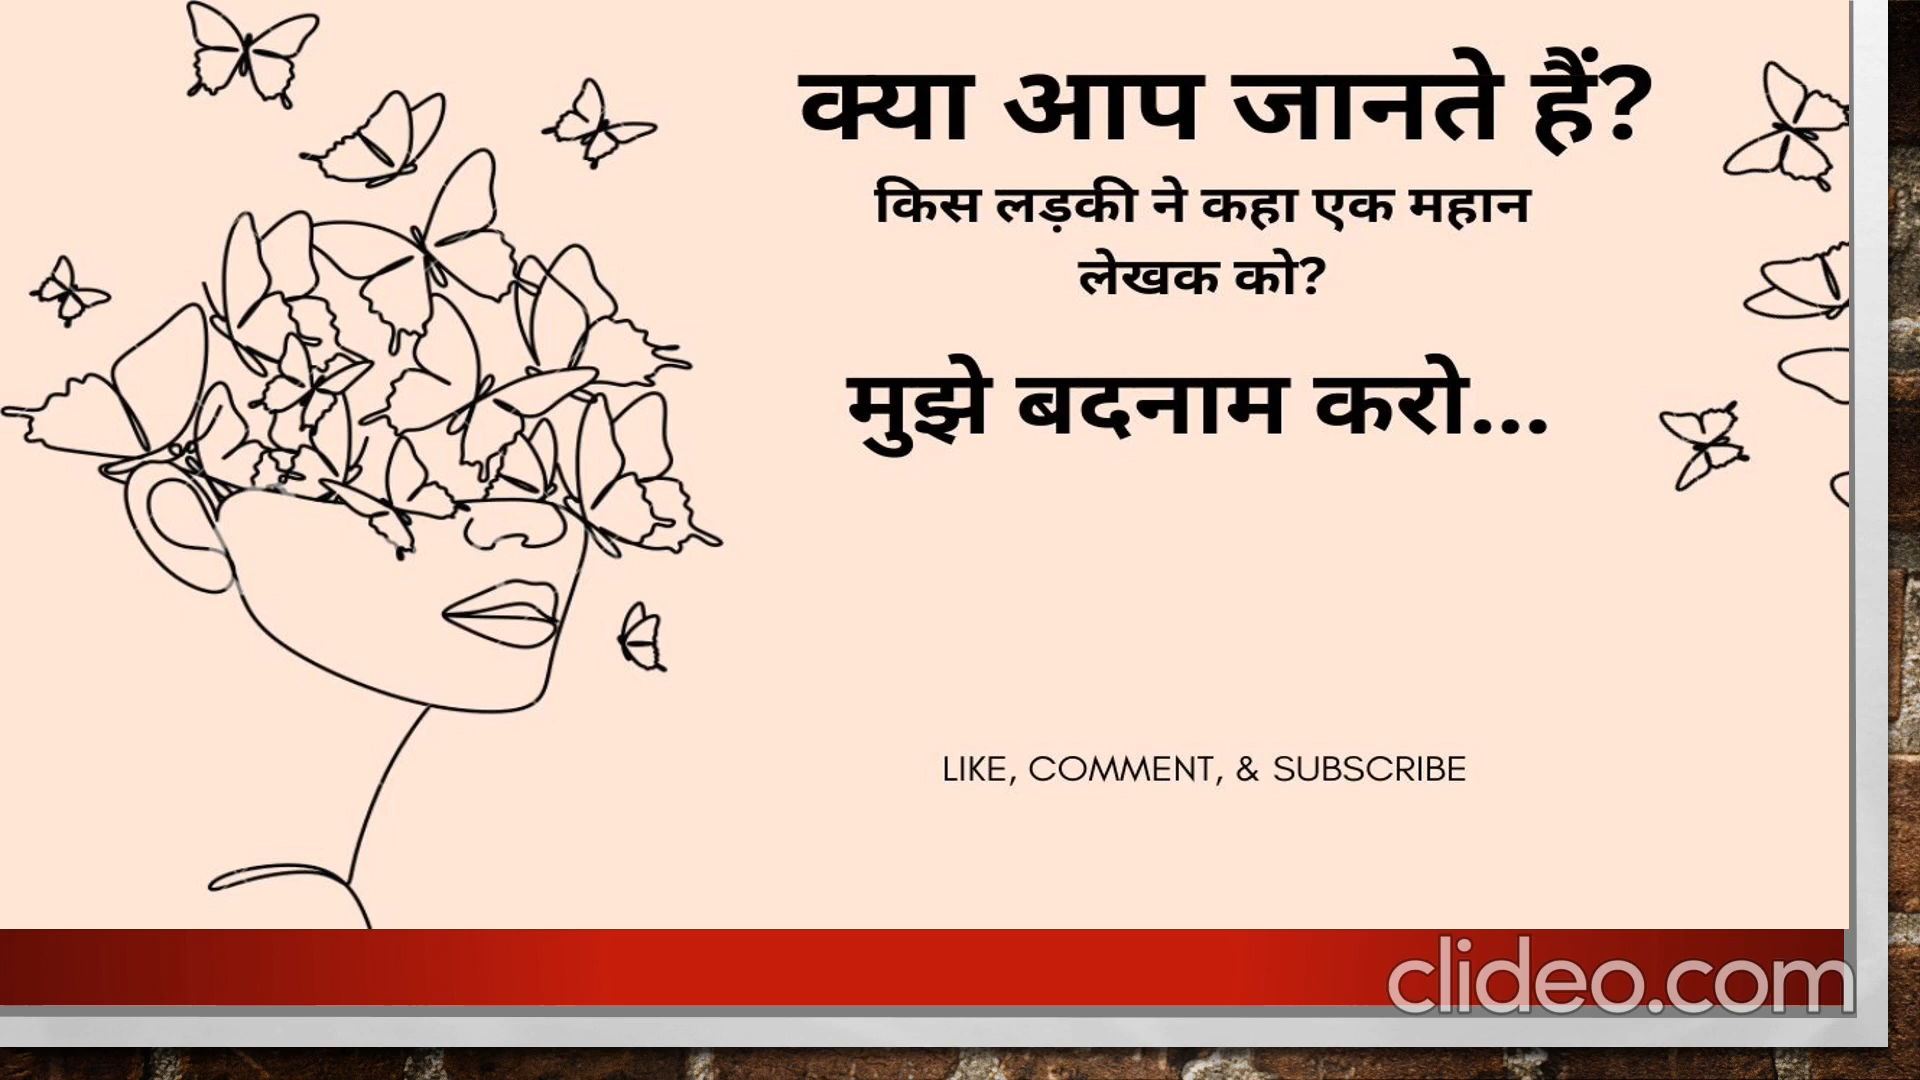 क्या आप जानते हैं?
किस लड़की ने कहा एक महान
लेखक को?
मुझे बदनाम करो...
LIKE, COMMENT, & SUBSCRIBE
clideo.com